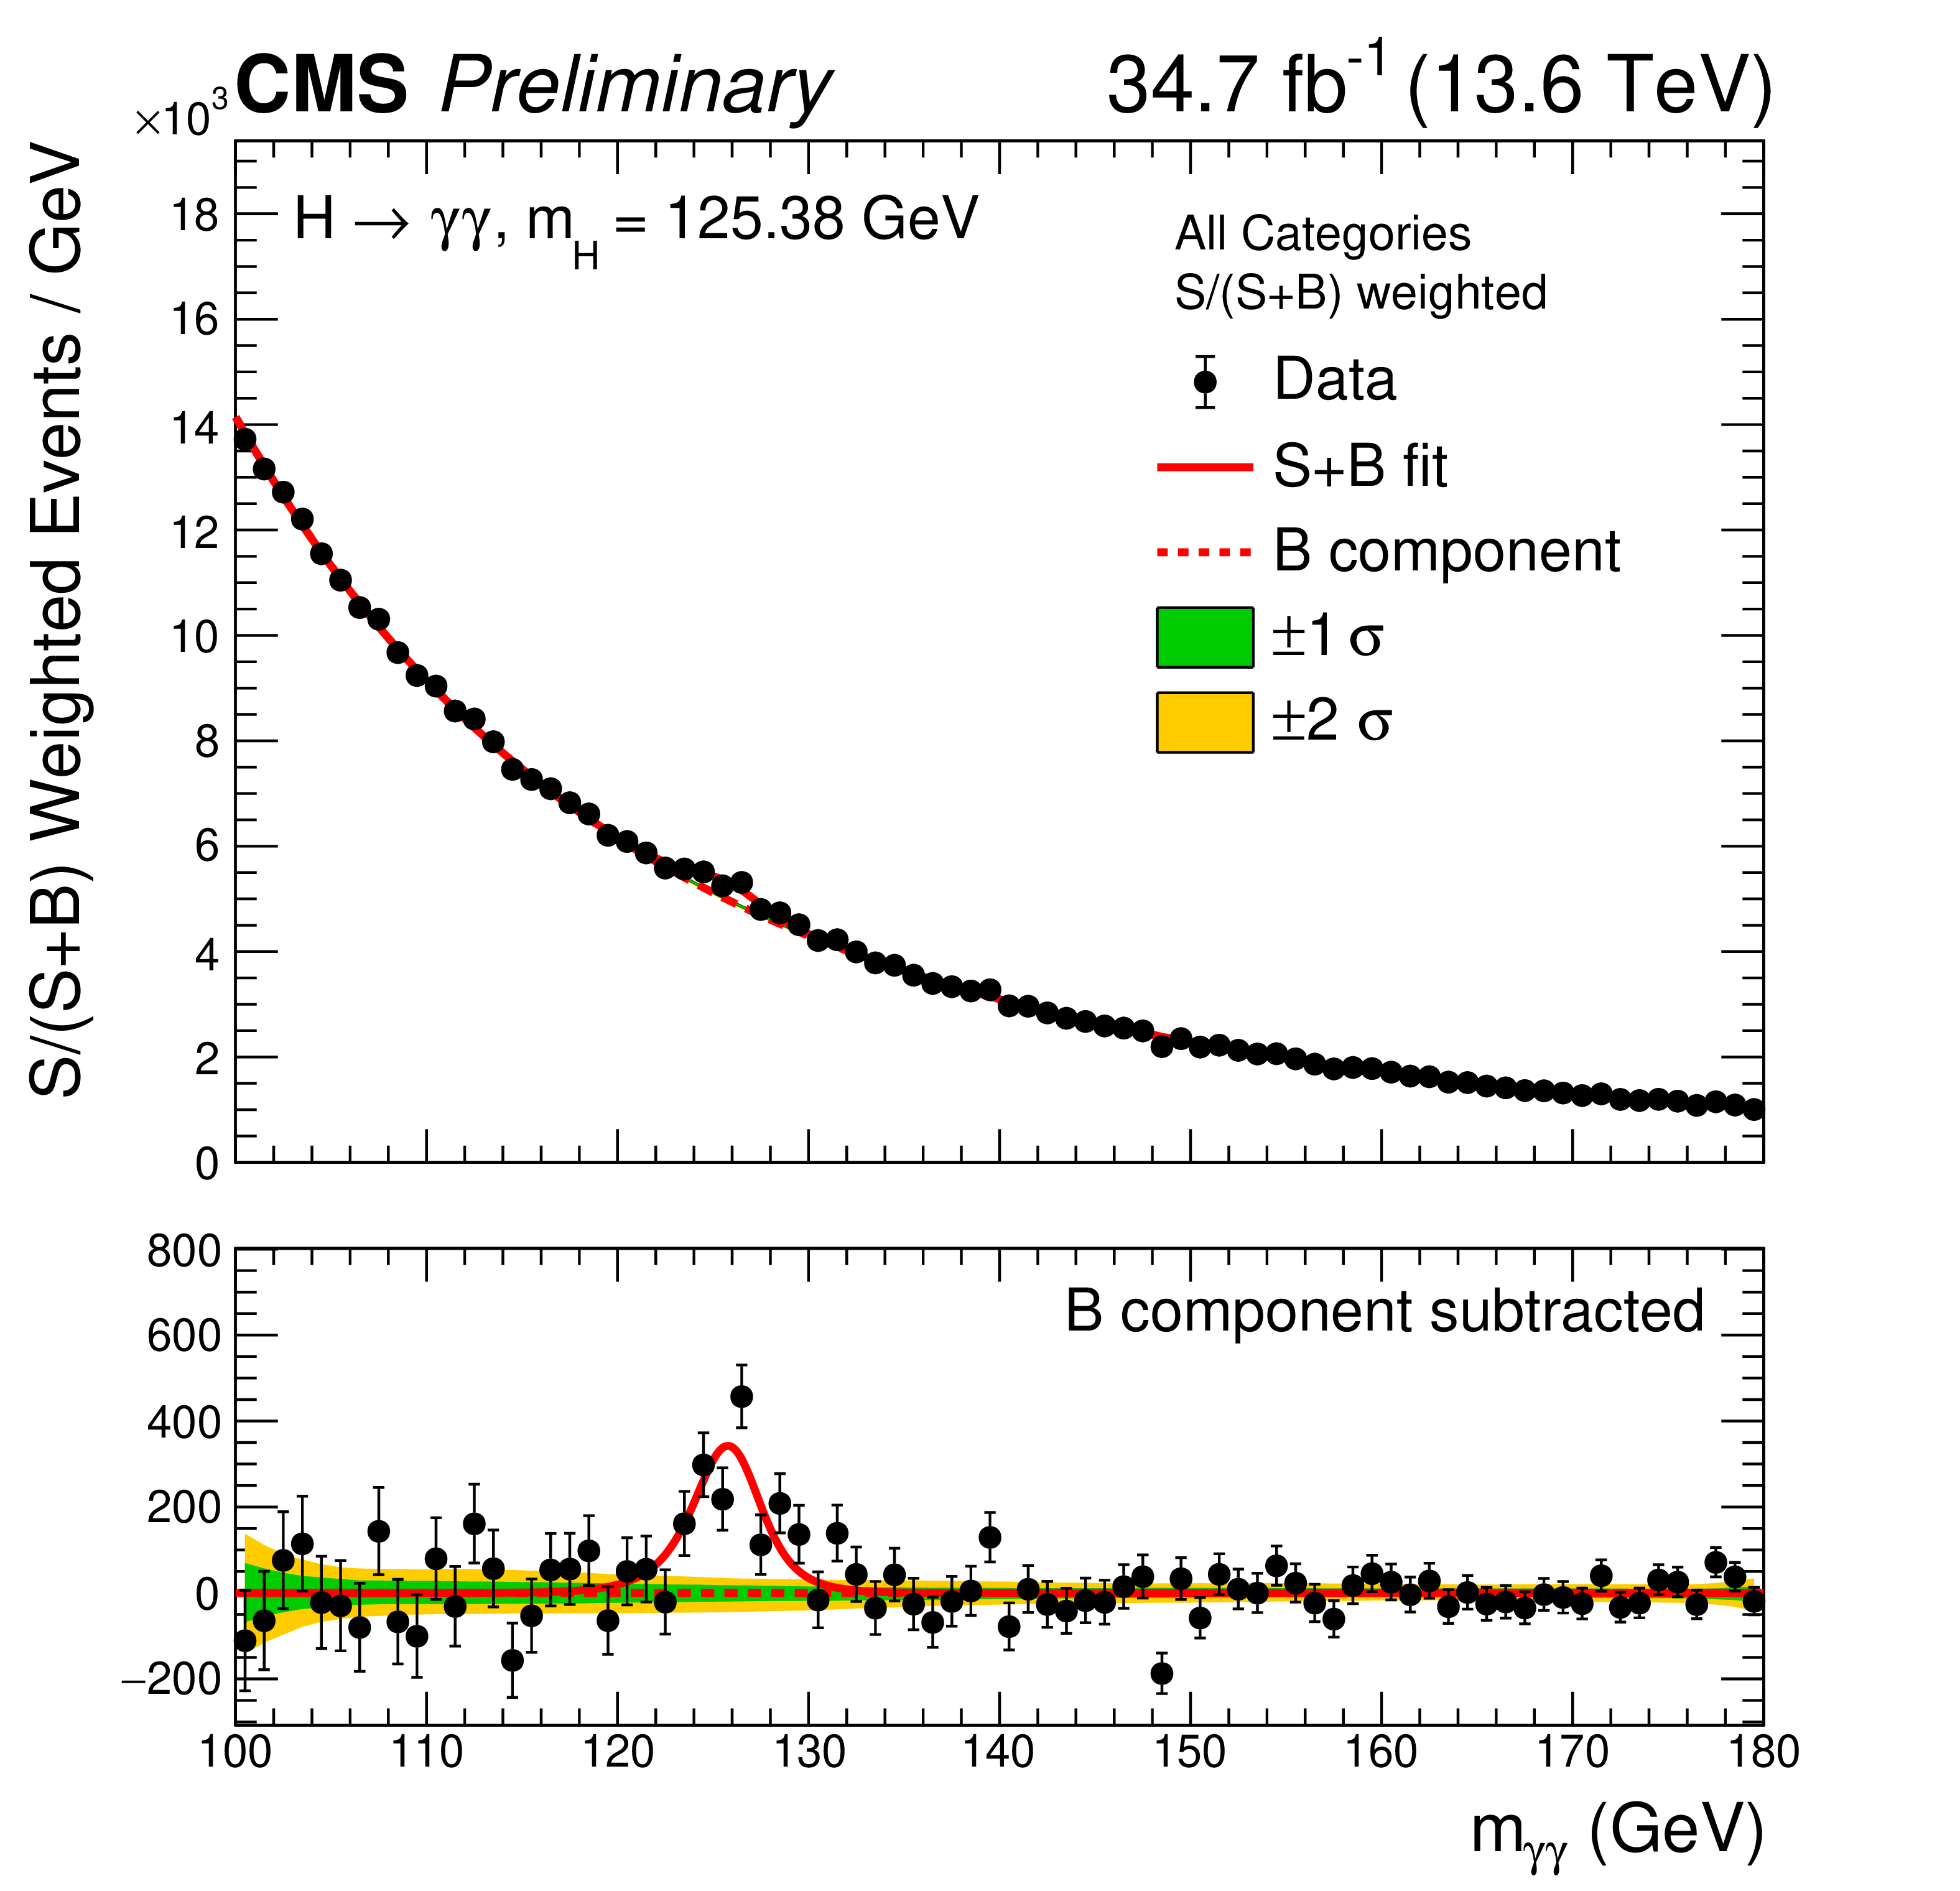 CMS Preliminary 34.7 fb-1 (13.6 TeV)
×103
S/(S+B) Weighted Events / GeV
H → γγ, mH = 125.38 GeV
All Categories
S/(S+B) weighted
Data
S+B fit
B component
±1 σ
±2 σ
18
16
14
12
10
8
6
4
2
0
B component subtracted
800
600
400
200
0
−200
100 110 120 130 140 150 160 170 180
mγγ (GeV)